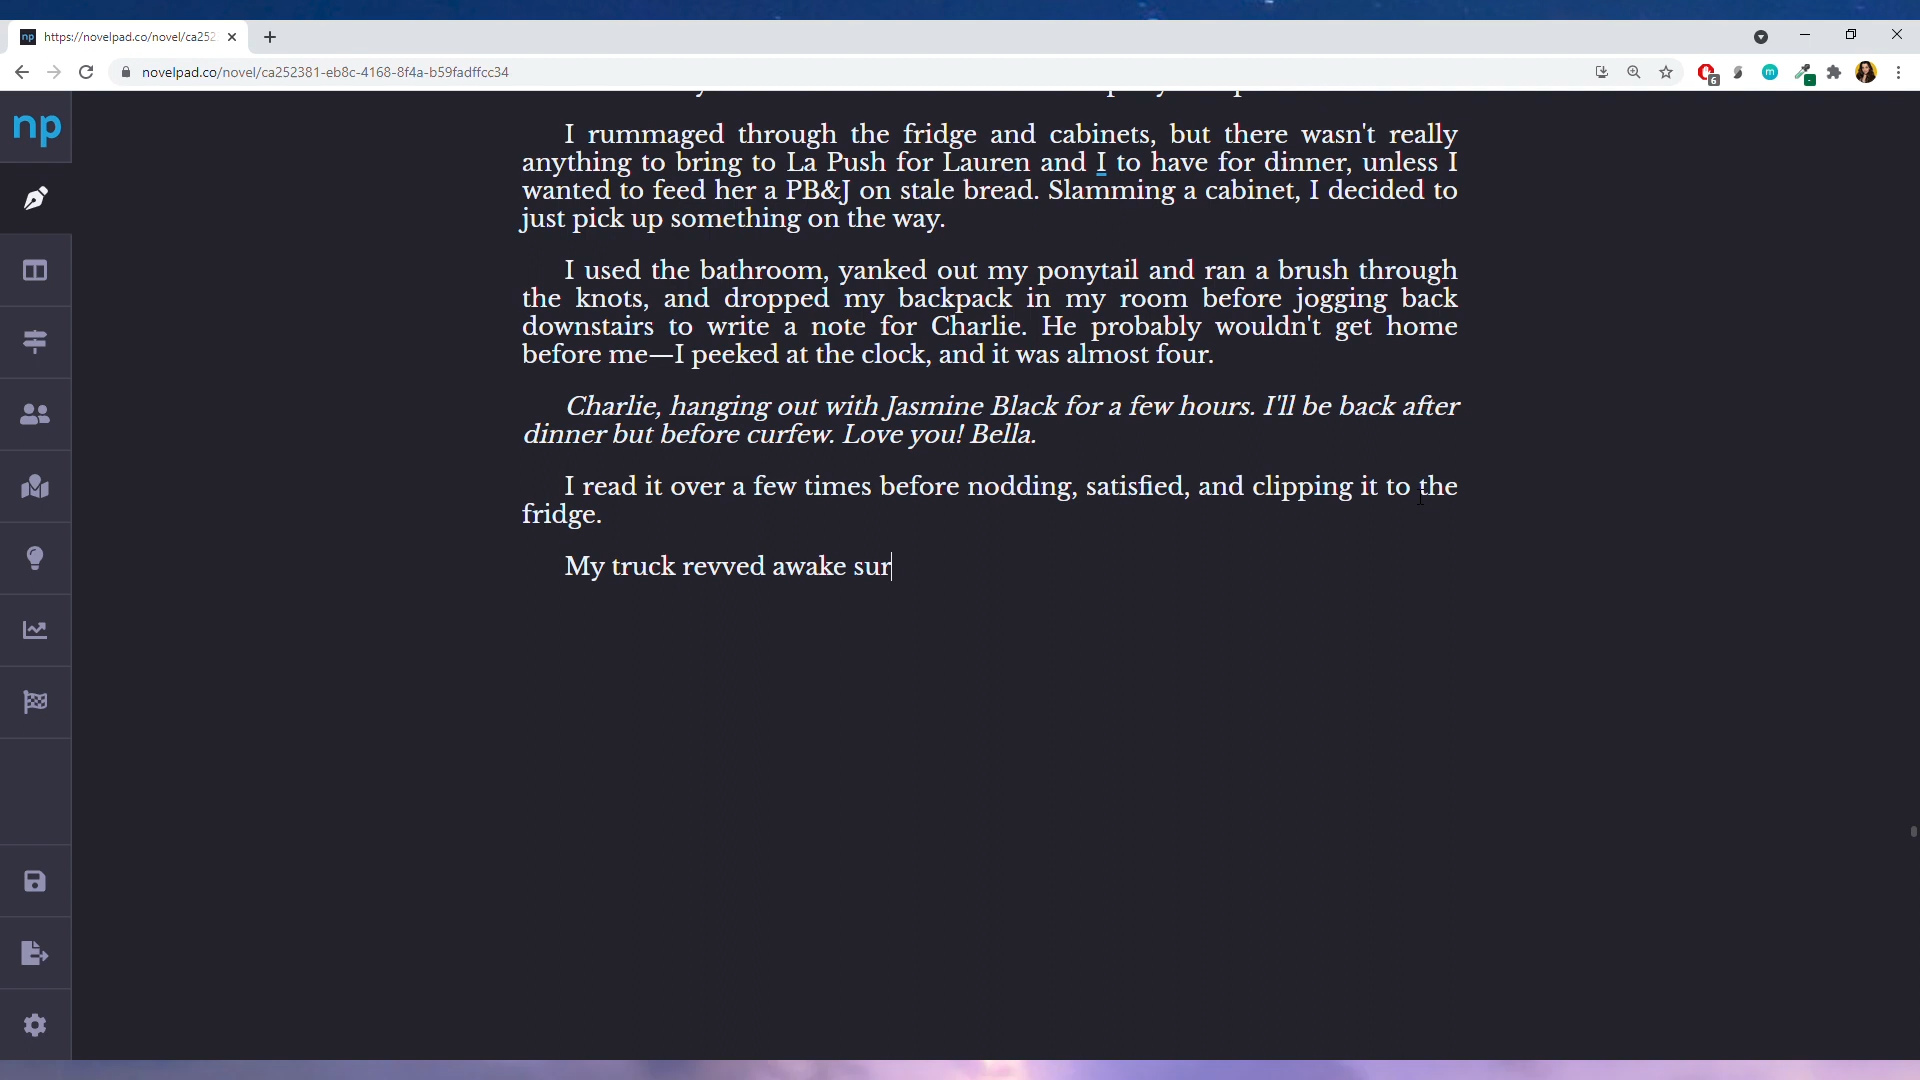 np https://novelpad.co/novel/ca252
novelpad.co/novel/ca252381-eb8c-4168-8f4a-b59fadffcc34
6
m
np
I rummaged through the fridge and cabinets, but there wasn't really
anything to bring to La Push for Lauren and I to have for dinner, unless I
wanted to feed her a PB&J on stale bread. Slamming a cabinet, I decided to
just pick up something on the way.
I used the bathroom, yanked out my ponytail and ran a brush through
the knots, and dropped my backpack in my room before jogging back
downstairs to write a note for Charlie. He probably wouldn't get home
before me—I peeked at the clock, and it was almost four.
Charlie, hanging out with Jasmine Black for a few hours. I'll be back after
dinner but before curfew. Love you! Bella.
I read it over a few times before nodding, satisfied, and clipping it to the
fridge.
My truck revved awake sur